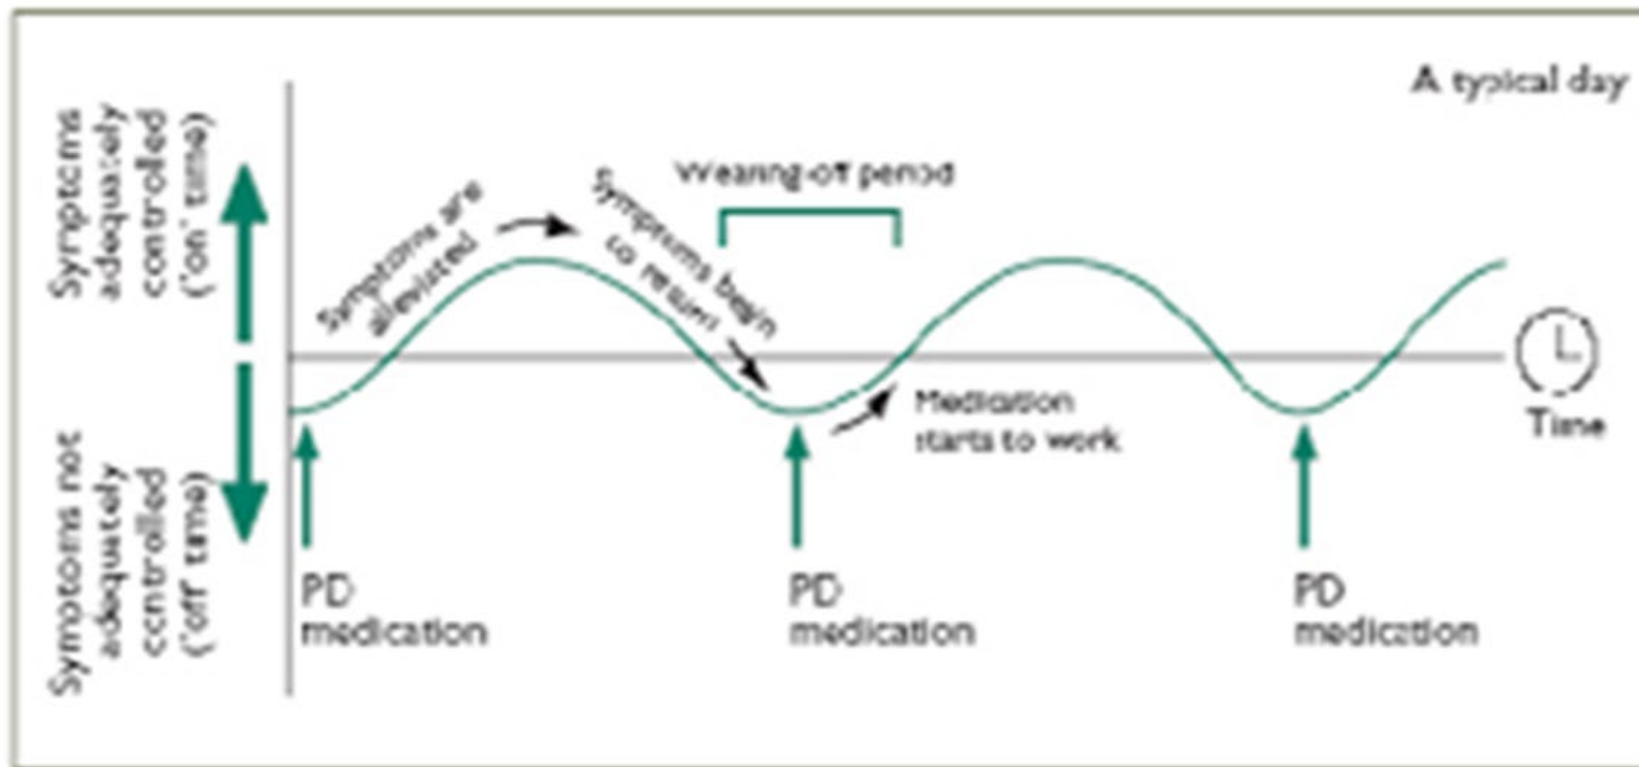 A typical day
Symptoms
adequately
controlled
('on' time)
Symptoms not
adequately
controlled
('off' time)
Symptoms are
alleviated
Symptoms begin
to return
Wearing-off period
Medication
starts to work
Time
PD
medication
PD
medication
PD
medication